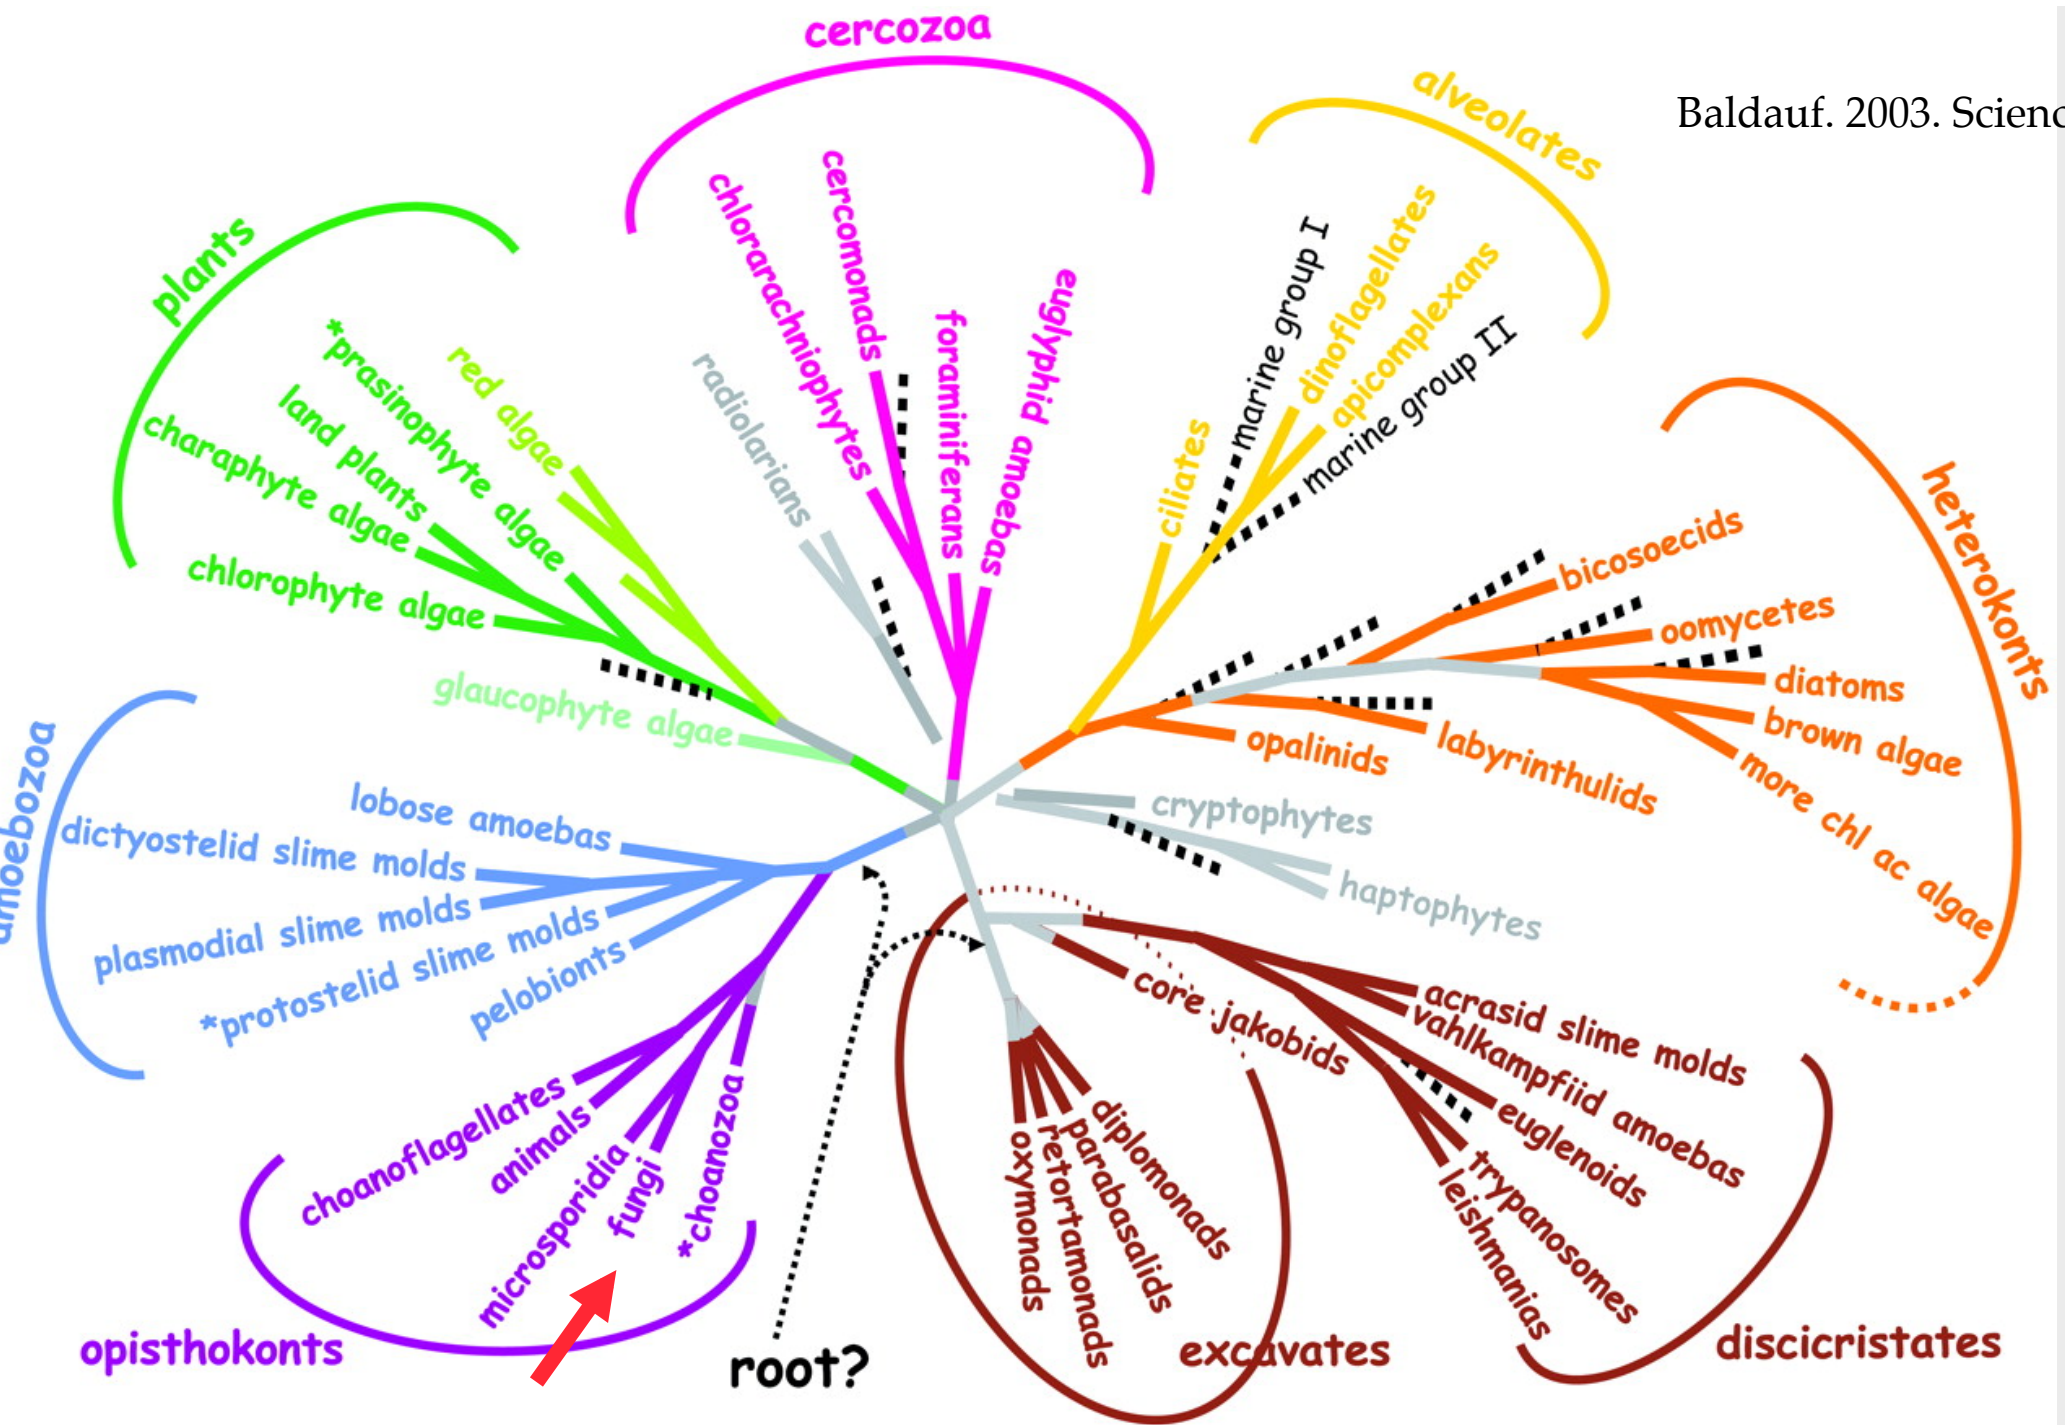 cercozoa
alveolates
Baldauf. 2003. Scienc
plants
chlorarachniophytes
cercomonads
foraminiferans
euglyphid amoebas
radiolarians
marine group I
dinoflagellates
apicomplexans
marine group II
ciliates
heterokonts
*prasinophyte algae
red algae
land plants
charaphyte algae
chlorophyte algae
glaucophyte algae
bicosoecids
oomycetes
diatoms
brown algae
more chl ac algae
labyrinthulids
opalinids
cryptophytes
haptophytes
amoebozoa
lobose amoebas
dictyostelid slime molds
plasmodial slime molds
*protostelid slime molds
pelobionts
choanoflagellates
animals
microsporidia
fungi
*choanozoa
opisthokonts
root?
core jakobids
acrasid slime molds
vahlkampfiid amoebas
euglenoids
trypanosomes
leishmanias
diplomonads
parabasalids
retortamonads
oxymonads
excavates
discicristates